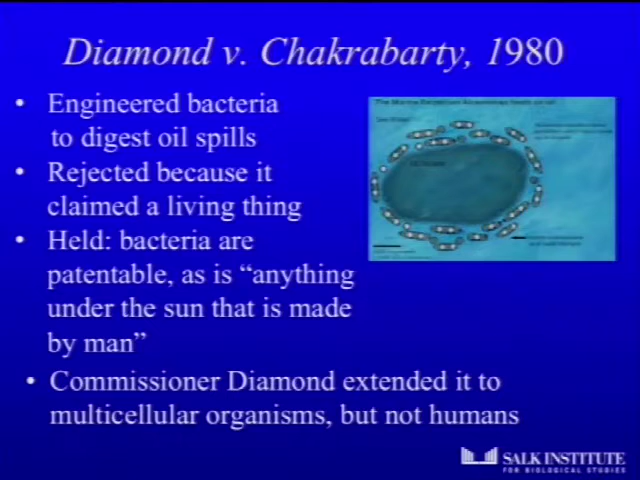 Diamond v. Chakrabarty, 1980
• Engineered bacteria
to digest oil spills
• Rejected because it
claimed a living thing
• Held: bacteria are
patentable, as is “anything
under the sun that is made
by man”
• Commissioner Diamond extended it to
multicellular organisms, but not humans
SALK INSTITUTE
FOR BIOLOGICAL STUDIES